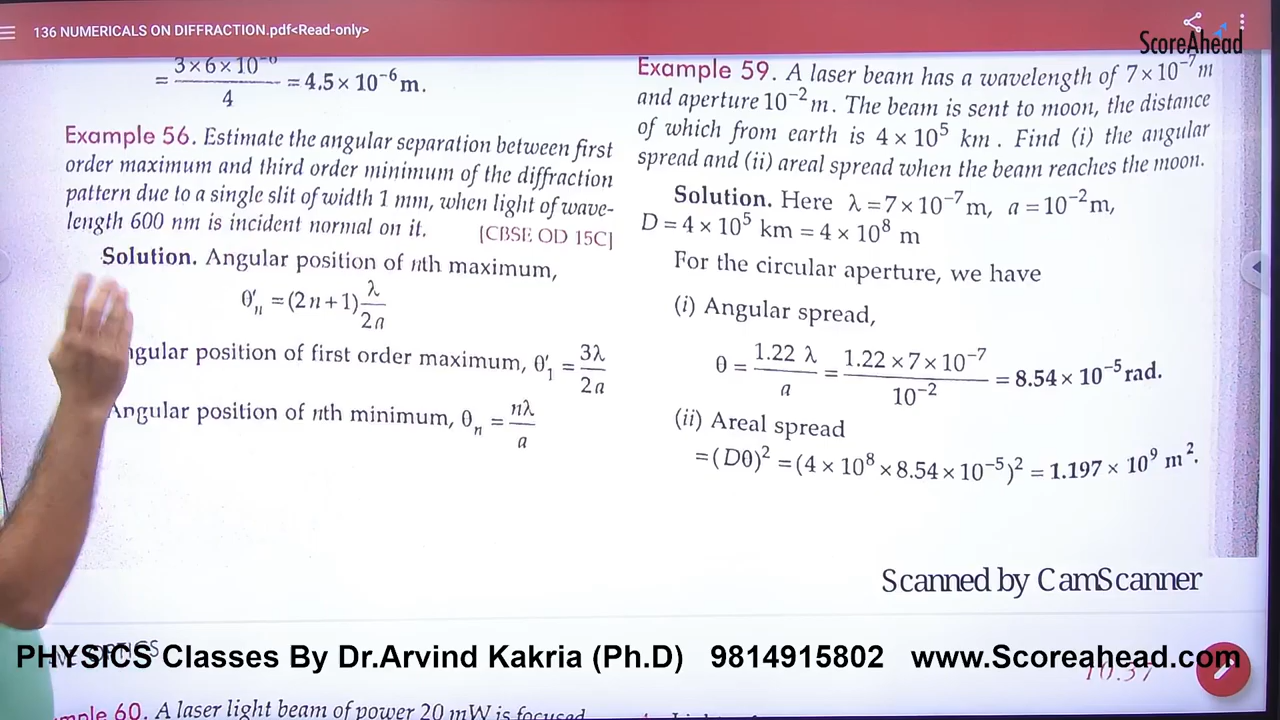 136 NUMERICALS ON DIFFRACTION.pdf<Read-only>
ScoreAhead
= 3×6×10⁻⁶ / 4 = 4.5×10⁻⁶ m.
Example 56. Estimate the angular separation between first
order maximum and third order minimum of the diffraction
pattern due to a single slit of width 1 mm, when light of wave-
length 600 nm is incident normal on it. [CBSE OD 15C]
Solution. Angular position of nth maximum,
θ′ₙ = (2n+1) λ / 2a
ngular position of first order maximum, θ′₁ = 3λ / 2a
Angular position of nth minimum, θₙ = nλ / a
Example 59. A laser beam has a wavelength of 7×10⁻⁷ m
and aperture 10⁻² m. The beam is sent to moon, the distance
of which from earth is 4×10⁵ km. Find (i) the angular
spread and (ii) areal spread when the beam reaches the moon.
Solution. Here λ = 7×10⁻⁷ m, a = 10⁻² m,
D = 4×10⁵ km = 4×10⁸ m
For the circular aperture, we have
(i) Angular spread,
θ = 1.22 λ / a = 1.22×7×10⁻⁷ / 10⁻² = 8.54×10⁻⁵ rad.
(ii) Areal spread
= (Dθ)² = (4×10⁸×8.54×10⁻⁵)² = 1.197×10⁹ m².
Scanned by CamScanner
PHYSICS Classes By Dr.Arvind Kakria (Ph.D) 9814915802 www.Scoreahead.com
10.37
mple 60. A laser light beam of power 20 mW is focused